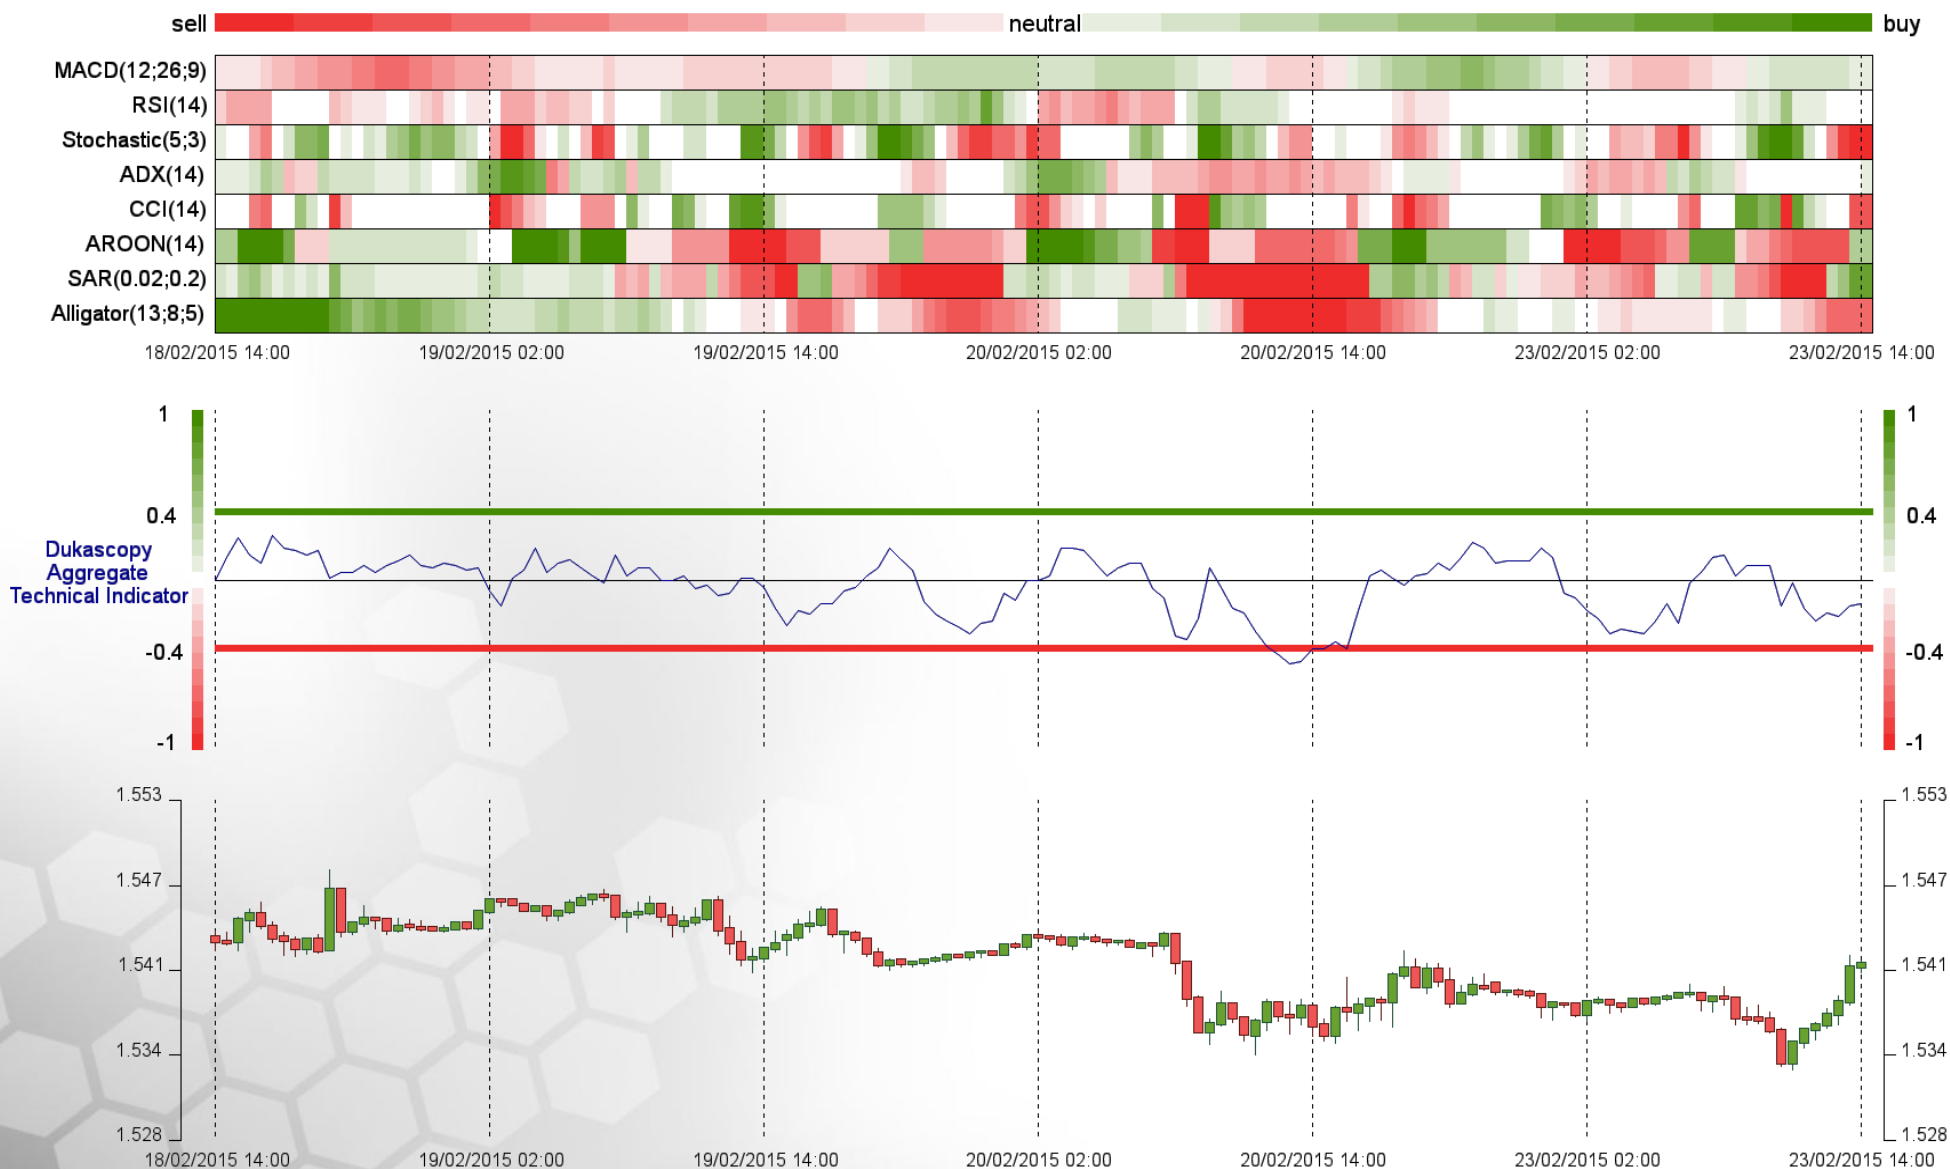 sell neutral buy
MACD(12;26;9)
RSI(14)
Stochastic(5;3)
ADX(14)
CCI(14)
AROON(14)
SAR(0.02;0.2)
Alligator(13;8;5)
18/02/2015 14:00 19/02/2015 02:00 19/02/2015 14:00 20/02/2015 02:00 20/02/2015 14:00 23/02/2015 02:00 23/02/2015 14:00
1 1
0.4 0.4
Dukascopy
Aggregate
Technical Indicator
-0.4 -0.4
-1 -1
1.553 1.553
1.547 1.547
1.541 1.541
1.534 1.534
1.528 1.528
18/02/2015 14:00 19/02/2015 02:00 19/02/2015 14:00 20/02/2015 02:00 20/02/2015 14:00 23/02/2015 02:00 23/02/2015 14:00